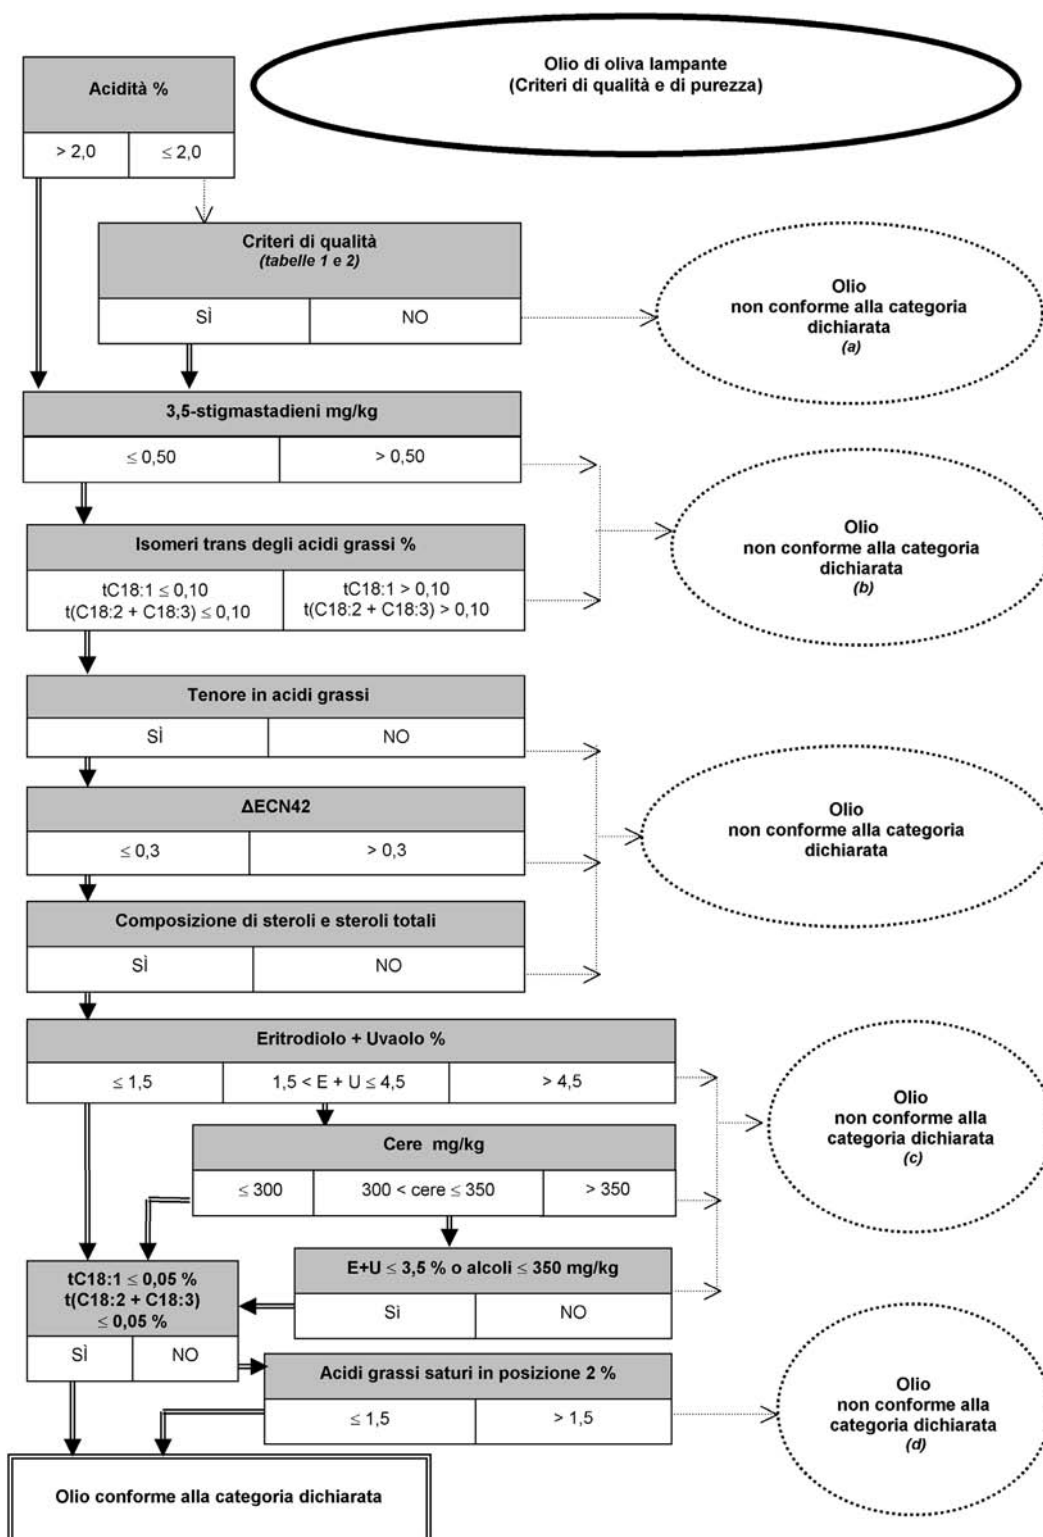 Olio di oliva lampante
(Criteri di qualità e di purezza)
Acidità %
> 2,0
≤ 2,0
Criteri di qualità
(tabelle 1 e 2)
SÌ
NO
Olio
non conforme alla categoria
dichiarata
(a)
3,5-stigmastadieni mg/kg
≤ 0,50
> 0,50
Isomeri trans degli acidi grassi %
tC18:1 ≤ 0,10
t(C18:2 + C18:3) ≤ 0,10
tC18:1 > 0,10
t(C18:2 + C18:3) > 0,10
Olio
non conforme alla categoria
dichiarata
(b)
Tenore in acidi grassi
SÌ
NO
ΔECN42
≤ 0,3
> 0,3
Composizione di steroli e steroli totali
SÌ
NO
Olio
non conforme alla categoria
dichiarata
Eritrodiolo + Uvaolo %
≤ 1,5
1,5 < E + U ≤ 4,5
> 4,5
Cere mg/kg
≤ 300
300 < cere ≤ 350
> 350
Olio
non conforme alla
categoria dichiarata
(c)
E+U ≤ 3,5 % o alcoli ≤ 350 mg/kg
Sì
NO
tC18:1 ≤ 0,05 %
t(C18:2 + C18:3)
≤ 0,05 %
SÌ
NO
Acidi grassi saturi in posizione 2 %
≤ 1,5
> 1,5
Olio
non conforme alla
categoria dichiarata
(d)
Olio conforme alla categoria dichiarata